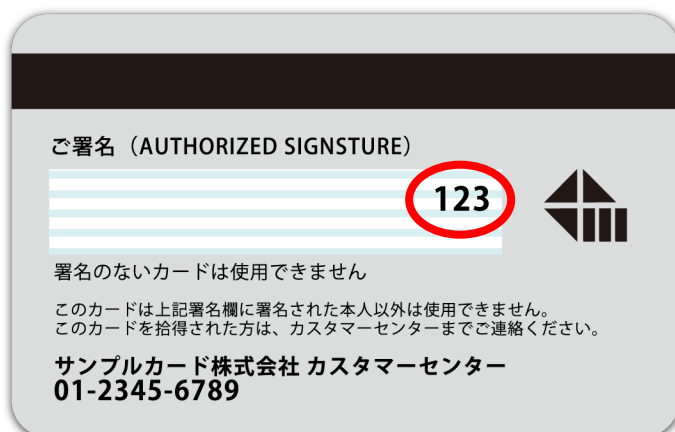 ご署名（AUTHORIZED SIGNSTURE）
123
署名のないカードは使用できません
このカードは上記署名欄に署名された本人以外は使用できません。
このカードを拾得された方は、カスタマーセンターまでご連絡ください。
サンプルカード株式会社 カスタマーセンター
01-2345-6789